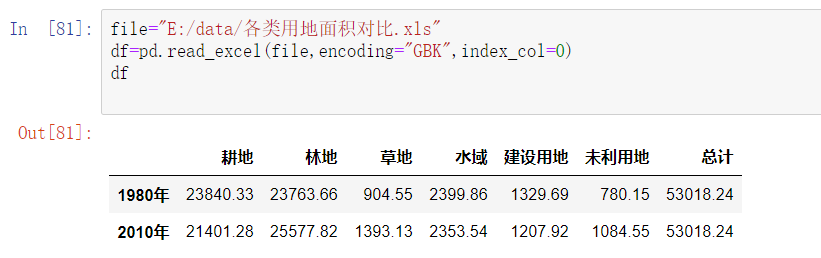 In [81]: file="E:/data/各类用地面积对比.xls"
df=pd.read_excel(file,encoding="GBK",index_col=0)
df
Out[81]:
耕地 林地 草地 水域 建设用地 未利用地 总计
1980年 23840.33 23763.66 904.55 2399.86 1329.69 780.15 53018.24
2010年 21401.28 25577.82 1393.13 2353.54 1207.92 1084.55 53018.24